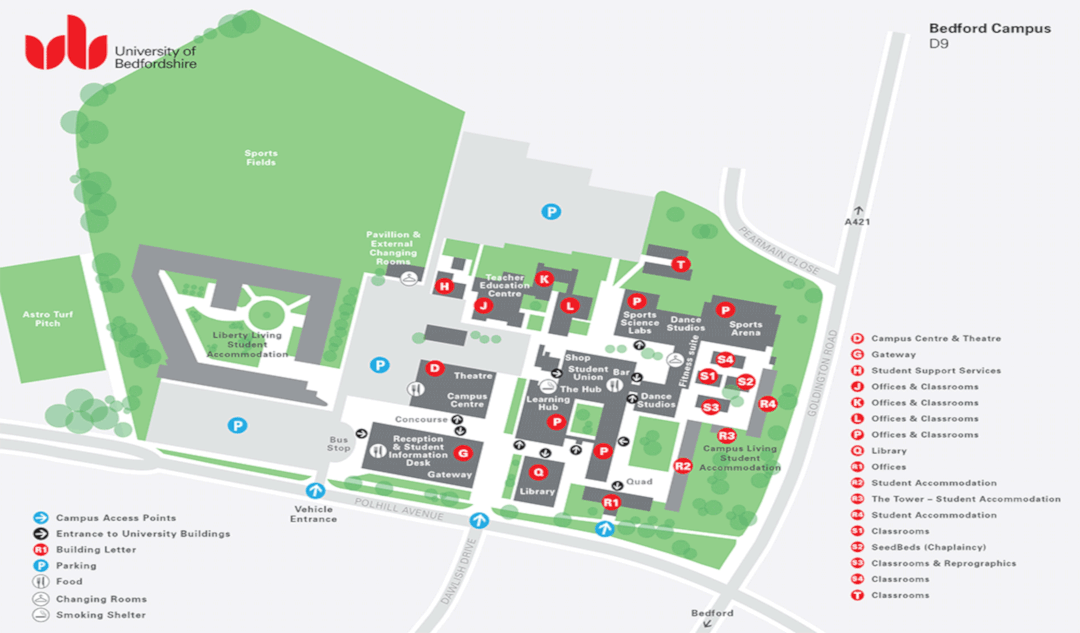 University of
Bedfordshire
Bedford Campus
D9
Sports
Fields
P
A421
PEARMAIN CLOSE
Pavillion &
External
Changing
Rooms
T
H
Teacher
Education
Centre
K
J
L
P
Sports
Science
Labs
Dance
Studios
P
Sports
Arena
Astro Turf
Pitch
Liberty Living
Student
Accommodation
GOLDINGTON ROAD
Fitness suite
P
D
Theatre
Campus
Centre
Shop
Student
Union
Bar
The Hub
Learning
Hub
P
Dance
Studios
S4
S1
S2
S3
R4
R3
Campus Living
Student
Accommodation
R2
P
Bus
Stop
Concourse
Reception
& Student
Information
Desk
G
Gateway
P
Q
Library
Quad
R1
Vehicle
Entrance
POLHILL AVENUE
DAWLISH DRIVE
Bedford
Campus Access Points
Entrance to University Buildings
R1 Building Letter
P Parking
Food
Changing Rooms
Smoking Shelter
D Campus Centre & Theatre
G Gateway
H Student Support Services
J Offices & Classrooms
K Offices & Classrooms
L Offices & Classrooms
P Offices & Classrooms
Q Library
R1 Offices
R2 Student Accommodation
R3 The Tower – Student Accommodation
R4 Student Accommodation
S1 Classrooms
S2 SeedBeds (Chaplaincy)
S3 Classrooms & Reprographics
S4 Classrooms
T Classrooms